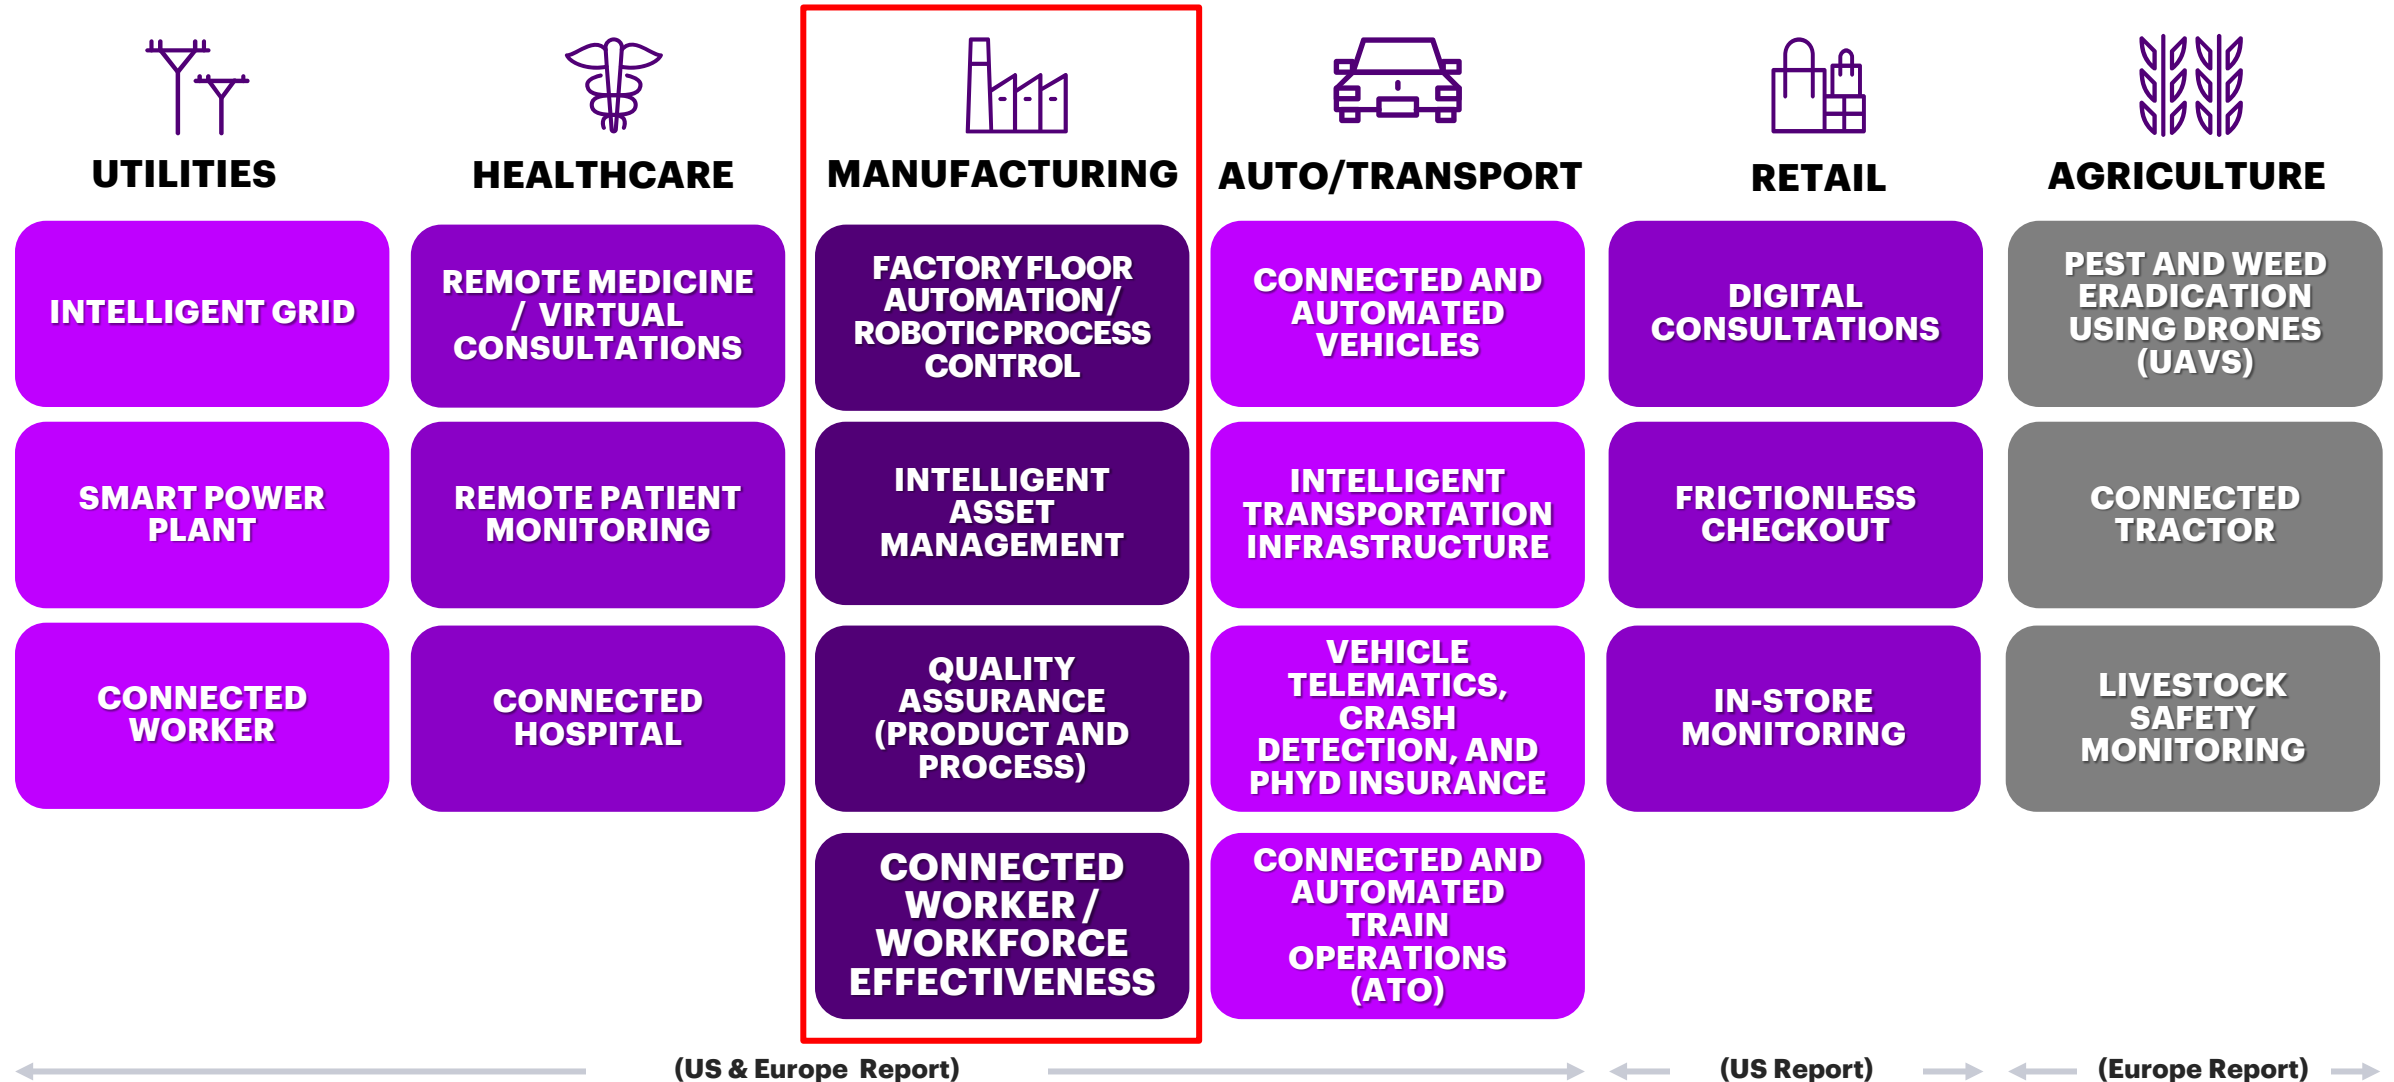 UTILITIES
INTELLIGENT GRID
SMART POWER
PLANT
CONNECTED
WORKER
HEALTHCARE
REMOTE MEDICINE
/ VIRTUAL
CONSULTATIONS
REMOTE PATIENT
MONITORING
CONNECTED
HOSPITAL
MANUFACTURING
FACTORY FLOOR
AUTOMATION /
ROBOTIC PROCESS
CONTROL
INTELLIGENT
ASSET
MANAGEMENT
QUALITY
ASSURANCE
(PRODUCT AND
PROCESS)
CONNECTED
WORKER /
WORKFORCE
EFFECTIVENESS
AUTO/TRANSPORT
CONNECTED AND
AUTOMATED
VEHICLES
INTELLIGENT
TRANSPORTATION
INFRASTRUCTURE
VEHICLE
TELEMATICS,
CRASH
DETECTION, AND
PHYD INSURANCE
CONNECTED AND
AUTOMATED
TRAIN
OPERATIONS
(ATO)
RETAIL
DIGITAL
CONSULTATIONS
FRICTIONLESS
CHECKOUT
IN-STORE
MONITORING
AGRICULTURE
PEST AND WEED
ERADICATION
USING DRONES
(UAVS)
CONNECTED
TRACTOR
LIVESTOCK
SAFETY
MONITORING
(US & Europe Report)
(US Report)
(Europe Report)